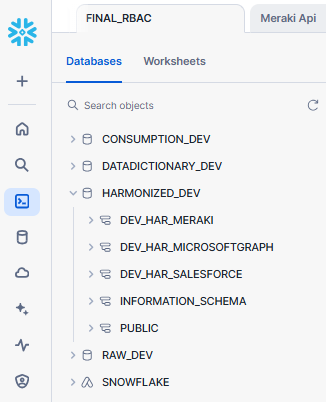 FINAL_RBAC
Meraki Api
Databases
Worksheets
Search objects
CONSUMPTION_DEV
DATADICTIONARY_DEV
HARMONIZED_DEV
DEV_HAR_MERAKI
DEV_HAR_MICROSOFTGRAPH
DEV_HAR_SALESFORCE
INFORMATION_SCHEMA
PUBLIC
RAW_DEV
SNOWFLAKE